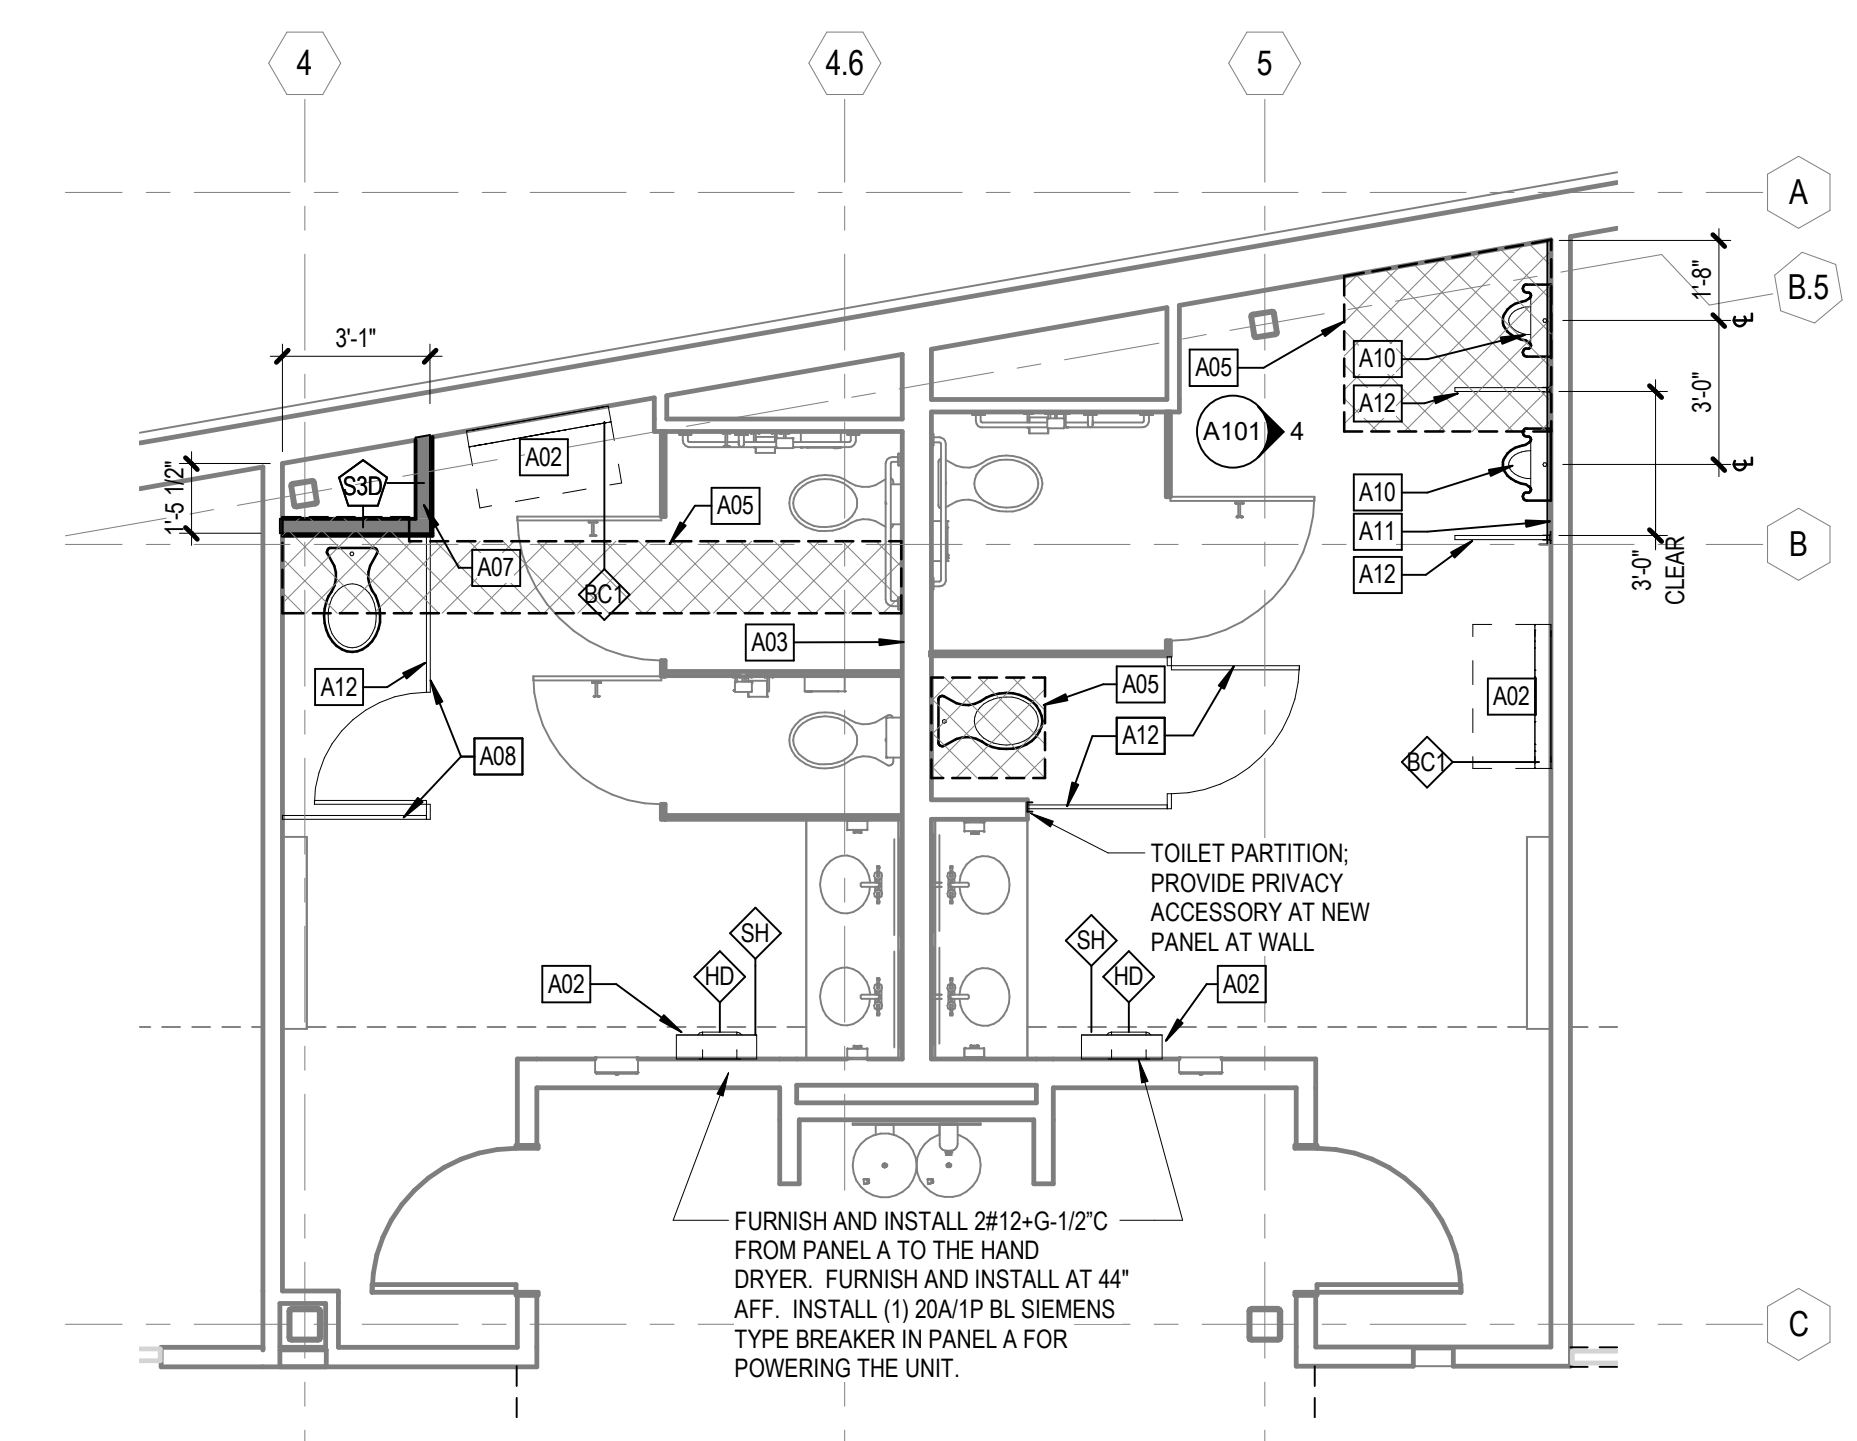 4
4.6
5
A
B.5
B
C
3'-1"
1'-5 1/2"
S3D
A02
A05
A07
BC1
A03
A12
A08
A05
A10
A12
A101
4
A10
A11
A12
1'-8"
℄
3'-0"
℄
3'-0"
CLEAR
A05
A12
A02
BC1
TOILET PARTITION;
PROVIDE PRIVACY
ACCESSORY AT NEW
PANEL AT WALL
SH
HD
A02
SH
HD
A02
FURNISH AND INSTALL 2#12+G-1/2"C
FROM PANEL A TO THE HAND
DRYER. FURNISH AND INSTALL AT 44"
AFF. INSTALL (1) 20A/1P BL SIEMENS
TYPE BREAKER IN PANEL A FOR
POWERING THE UNIT.